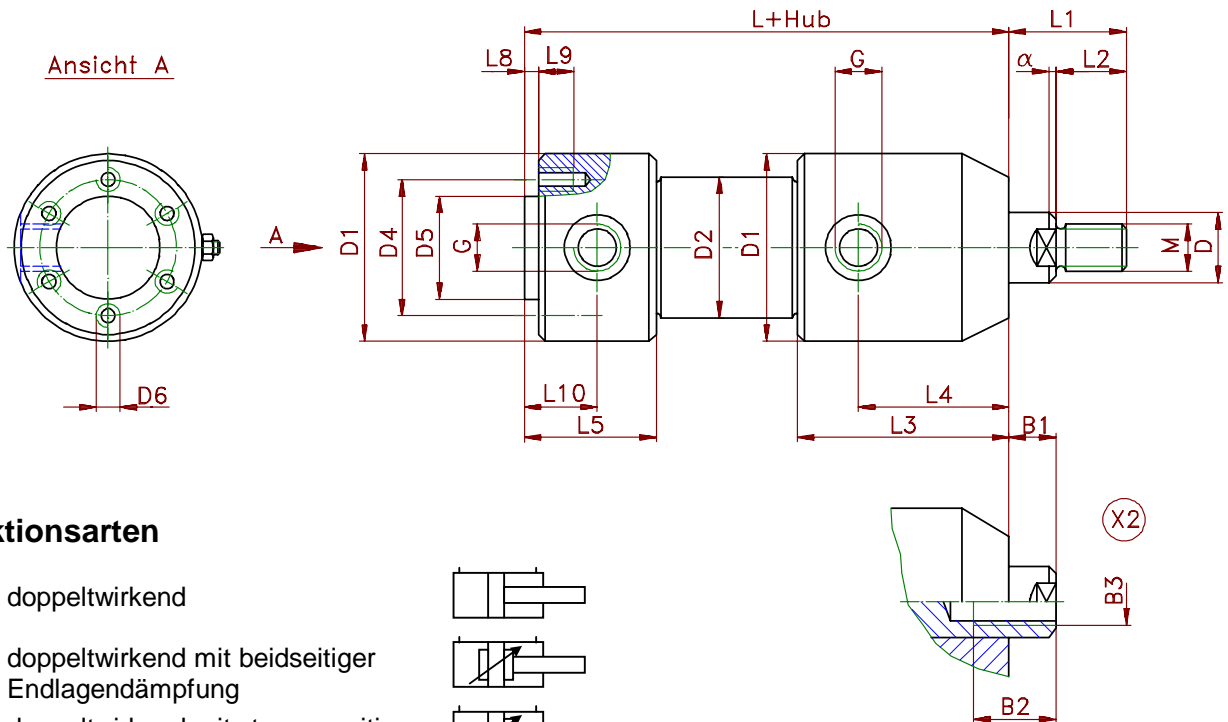 Ansicht A
L+Hub
L1
L8
L9
G
α
L2
A
D1
D4
D5
G
D2
D1
M
D
D6
L10
L5
L4
L3
B1
X2
B3
B2
ktionsarten
doppeltwirkend
doppeltwirkend mit beidseitiger
Endlagendämpfung